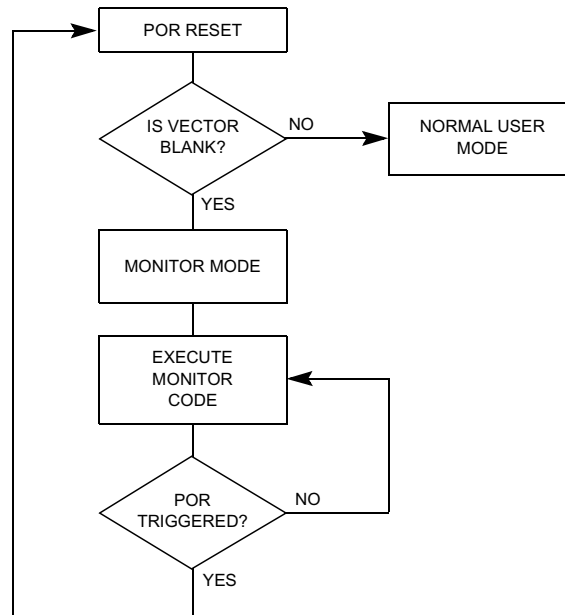 POR RESET
IS VECTOR
BLANK?
NO
NORMAL USER
MODE
YES
MONITOR MODE
EXECUTE
MONITOR
CODE
POR
TRIGGERED?
NO
YES